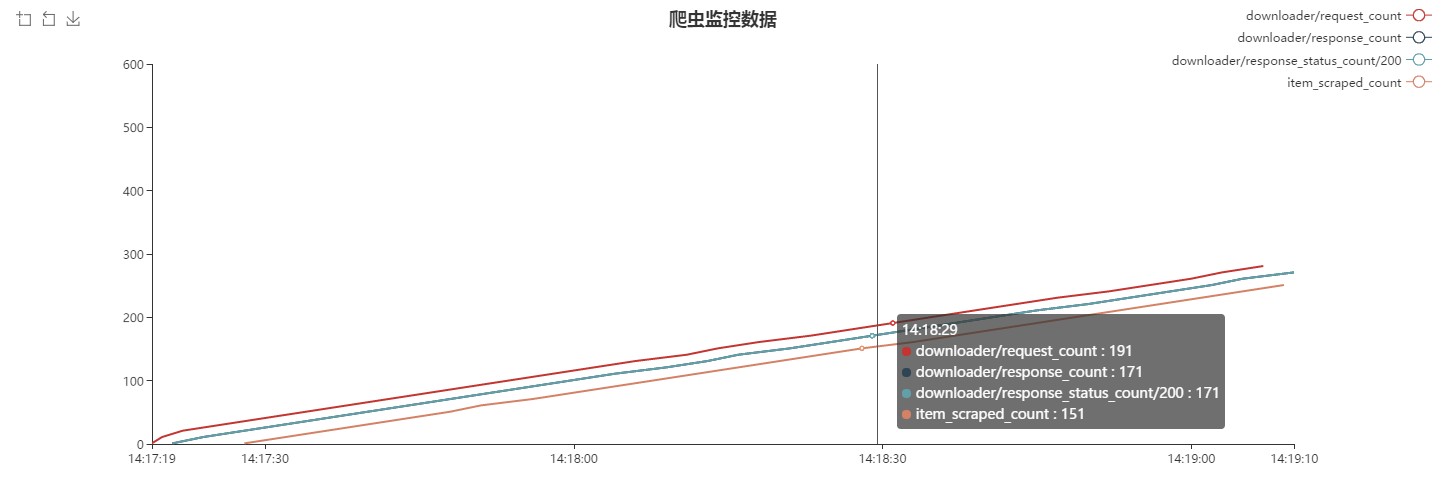 爬虫监控数据
downloader/request_count
downloader/response_count
downloader/response_status_count/200
item_scraped_count
600
500
400
300
200
100
0
14:18:29
downloader/request_count : 191
downloader/response_count : 171
downloader/response_status_count/200 : 171
item_scraped_count : 151
14:17:19 14:17:30 14:18:00 14:18:30 14:19:00 14:19:10